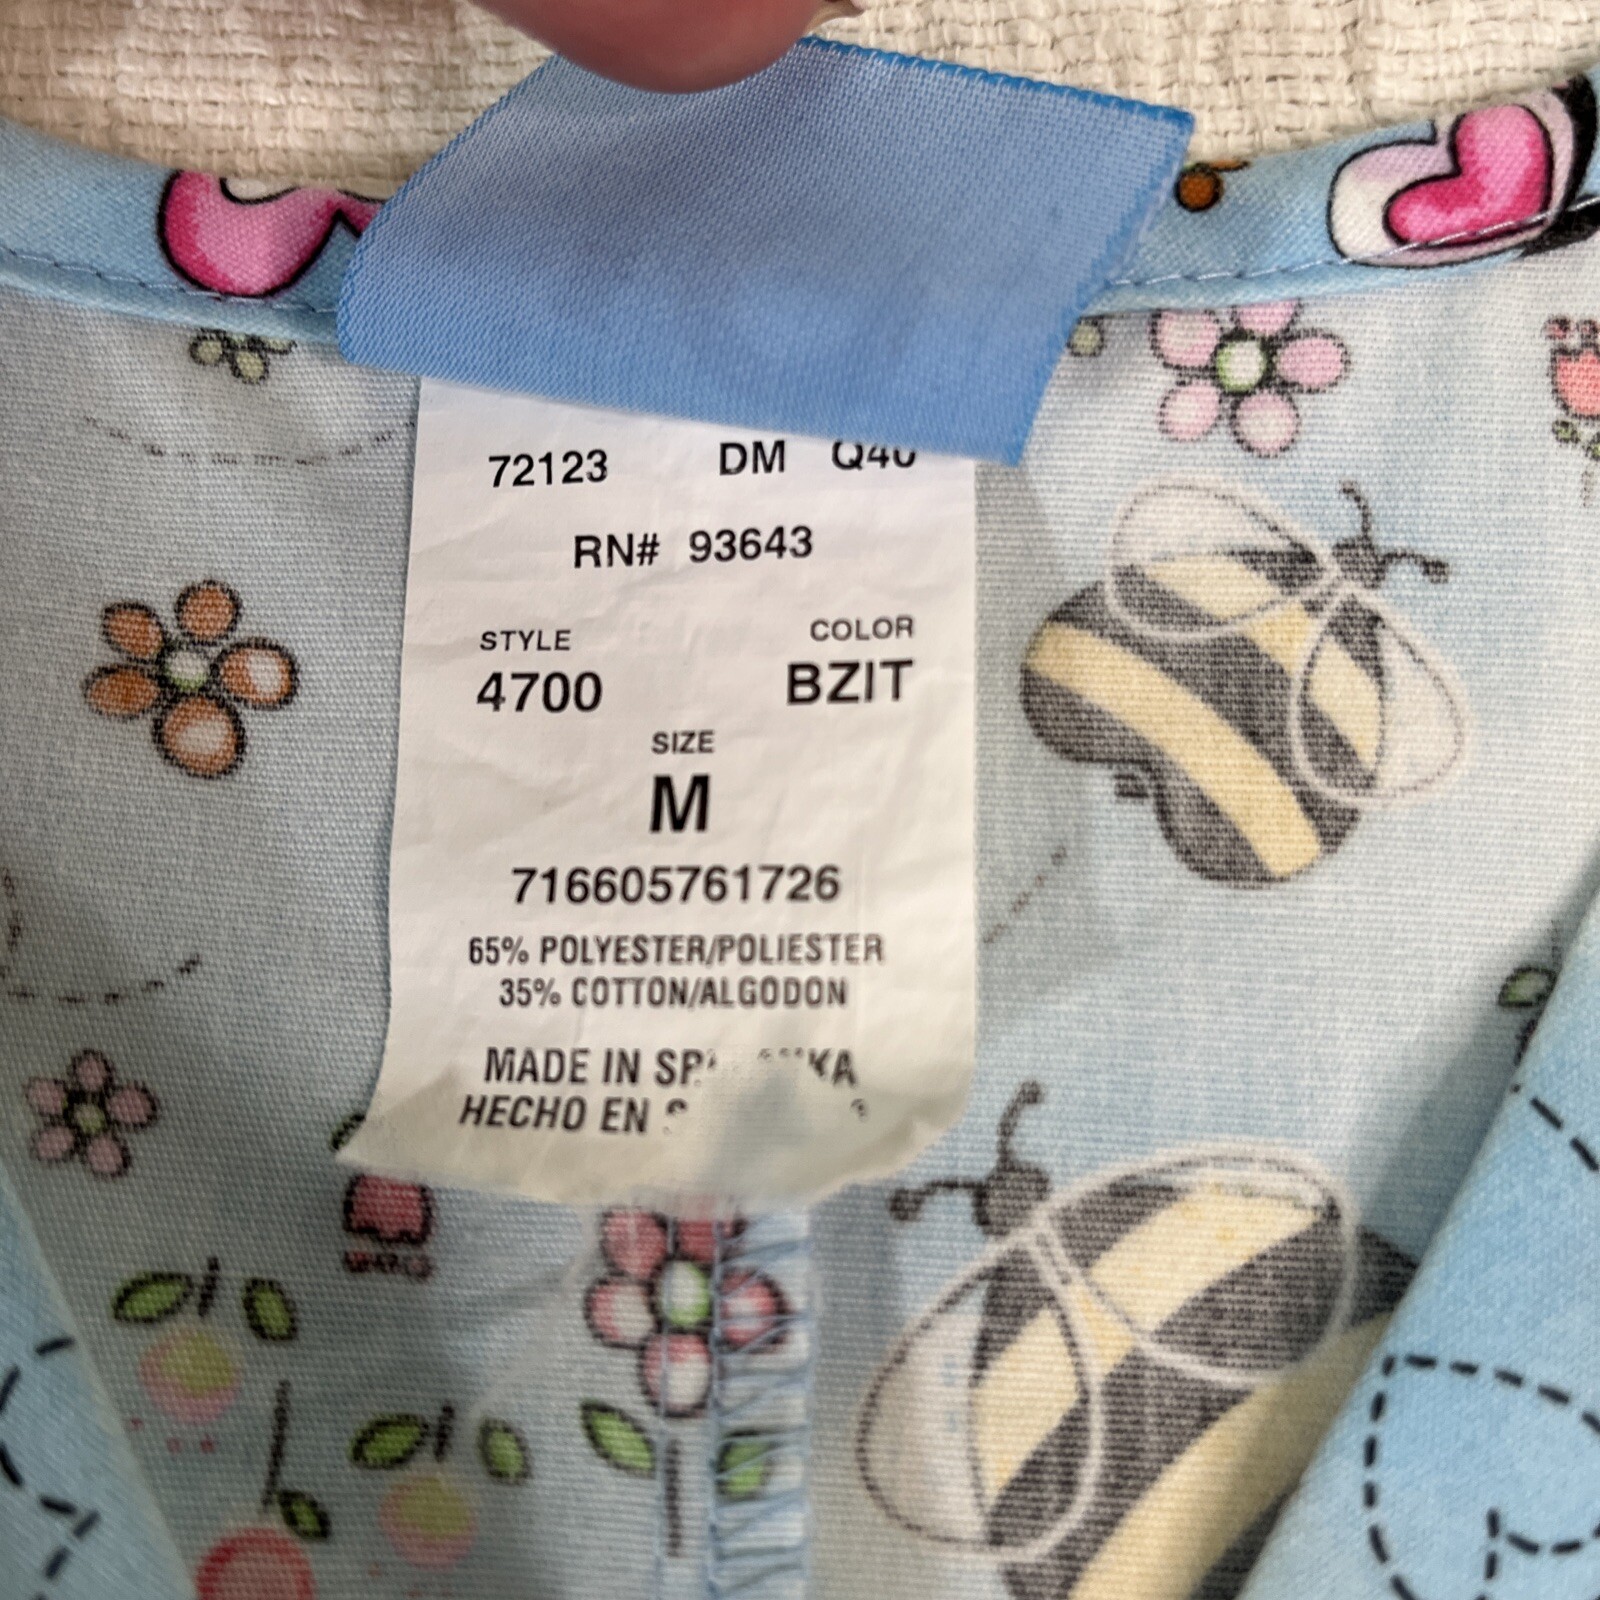 72123 DM Q40
RN# 93643
STYLE COLOR
4700 BZIT
SIZE
M
716605761726
65% POLYESTER/POLIESTER
35% COTTON/ALGODON
MADE IN
HECHO EN